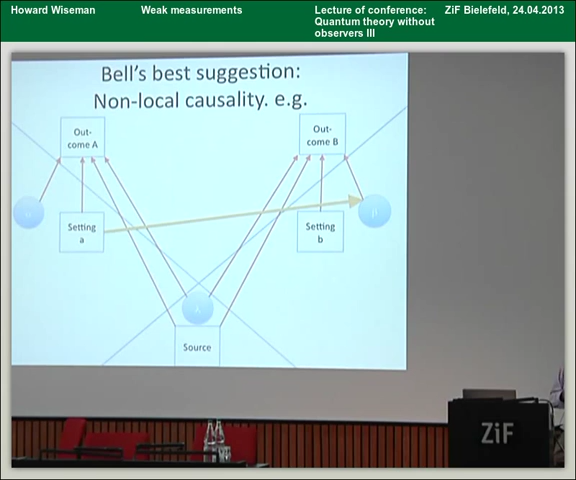 Howard Wiseman
Weak measurements
Lecture of conference:
Quantum theory without
observers III
ZiF Bielefeld, 24.04.2013
Bell's best suggestion:
Non-local causality. e.g.
Out-
come A
Out-
come B
Setting
a
Setting
b
β
λ
Source
ZiF